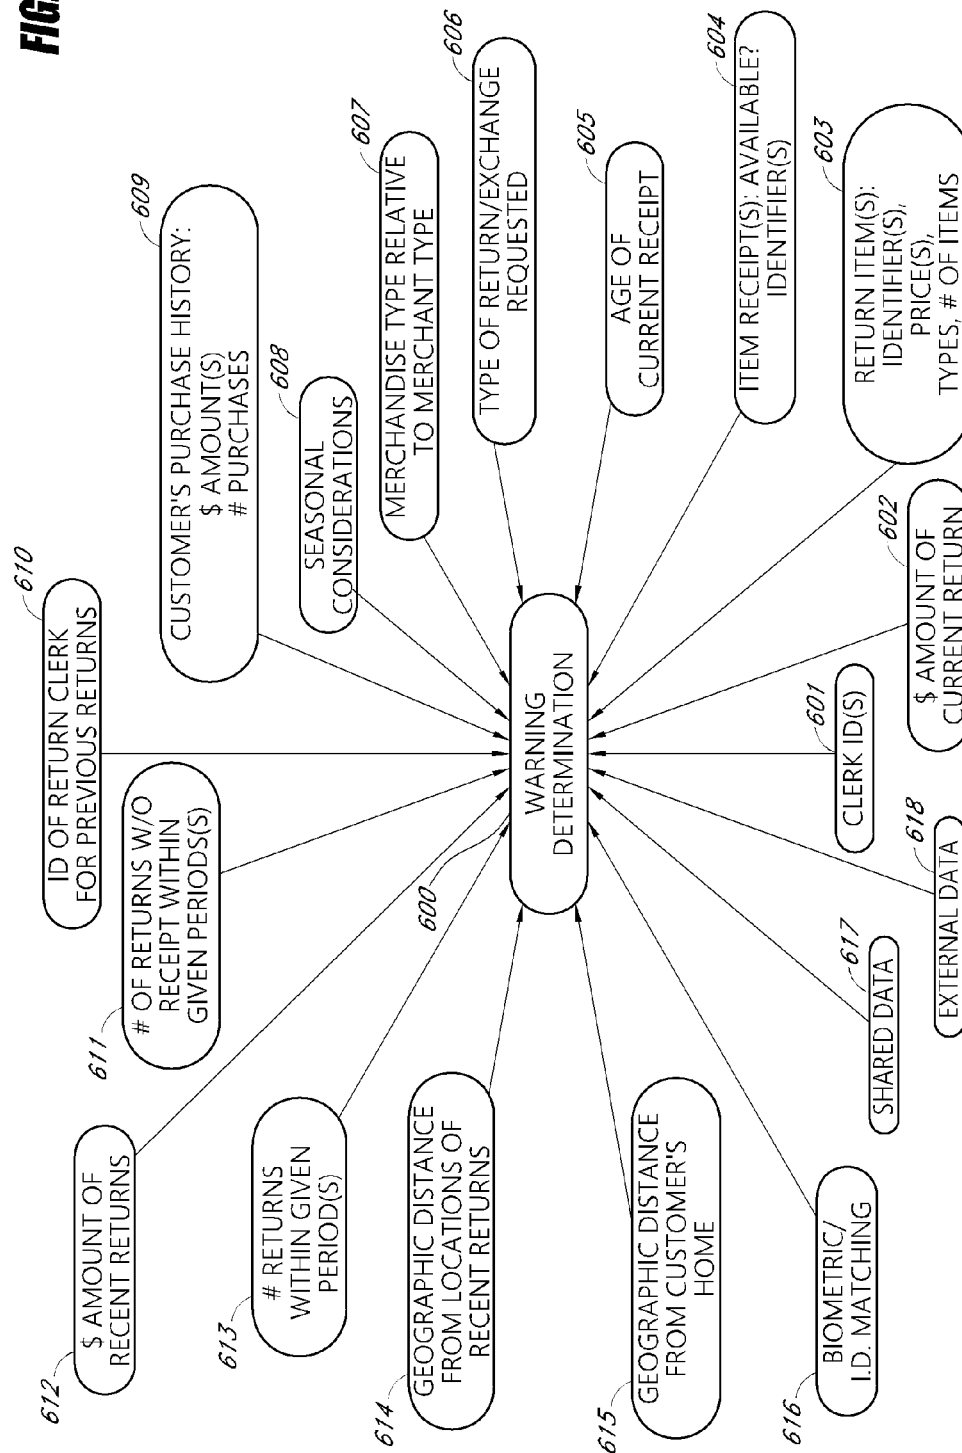 FIG.
610
ID OF RETURN CLERK
FOR PREVIOUS RETURNS
609
CUSTOMER'S PURCHASE HISTORY:
$ AMOUNT(S)
# PURCHASES
608
SEASONAL
CONSIDERATIONS
607
MERCHANDISE TYPE RELATIVE
TO MERCHANT TYPE
606
TYPE OF RETURN/EXCHANGE
REQUESTED
605
AGE OF
CURRENT RECEIPT
604
ITEM RECEIPT(S): AVAILABLE?
IDENTIFIER(S)
603
RETURN ITEM(S):
IDENTIFIER(S),
PRICE(S),
TYPES, # OF ITEMS
602
$ AMOUNT OF
CURRENT RETURN
601
CLERK ID(S)
618
EXTERNAL DATA
617
SHARED DATA
616
BIOMETRIC/
I.D. MATCHING
615
GEOGRAPHIC DISTANCE
FROM CUSTOMER'S
HOME
614
GEOGRAPHIC DISTANCE
FROM LOCATIONS OF
RECENT RETURNS
613
# RETURNS
WITHIN GIVEN
PERIOD(S)
612
$ AMOUNT OF
RECENT RETURNS
611
# OF RETURNS W/O
RECEIPT WITHIN
GIVEN PERIODS(S)
600
WARNING
DETERMINATION